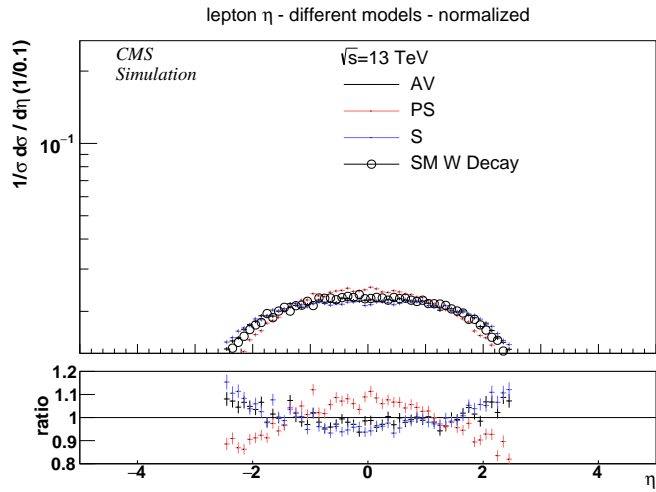 lepton η - different models - normalized
CMS
Simulation
√s=13 TeV
AV
PS
S
SM W Decay
1/σ dσ / dη (1/0.1)
10⁻¹
ratio
1.2
1.1
1
0.9
0.8
−4 −2 0 2 4
η